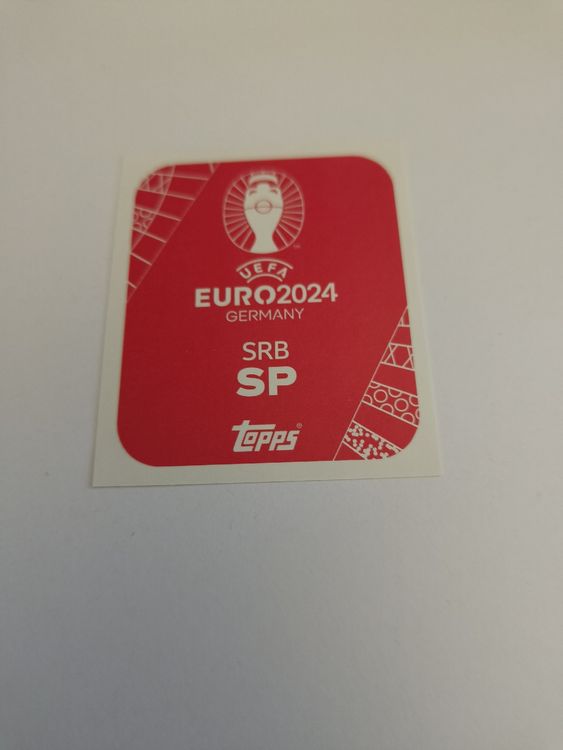 UEFA
EURO2024
GERMANY
SRB
SP
Topps®